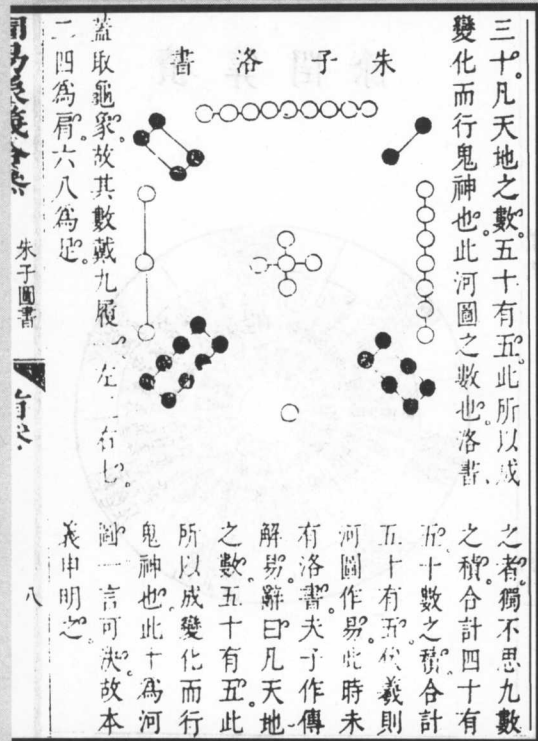 三十。凡天地之數。五十有五。此所以成
變化而行鬼神也。此河圖之數也。洛書
朱子洛書
蓋取龜象。故其數戴九履一。左三右七。
二四為肩。六八為足。
之者。獨不思九數
之積。合計四十有
五。十數之積。合計
五十有五。伏羲則
河圖作易。此時未
有洛書。夫子作傳
解易。辭曰。凡天地
之數。五十有五。此
所以成變化而行
鬼神也。此十為河
圖一言可決。故本
義申明之。
朱子圖書
八